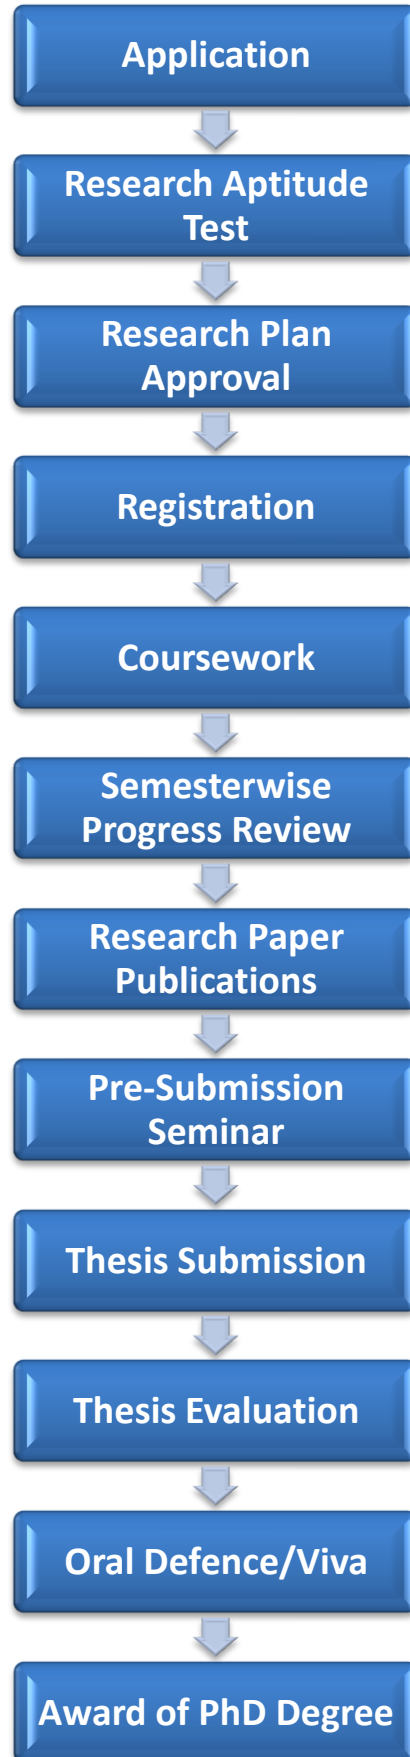 Application
Research Aptitude
Test
Research Plan
Approval
Registration
Coursework
Semesterwise
Progress Review
Research Paper
Publications
Pre-Submission
Seminar
Thesis Submission
Thesis Evaluation
Oral Defence/Viva
Award of PhD Degree